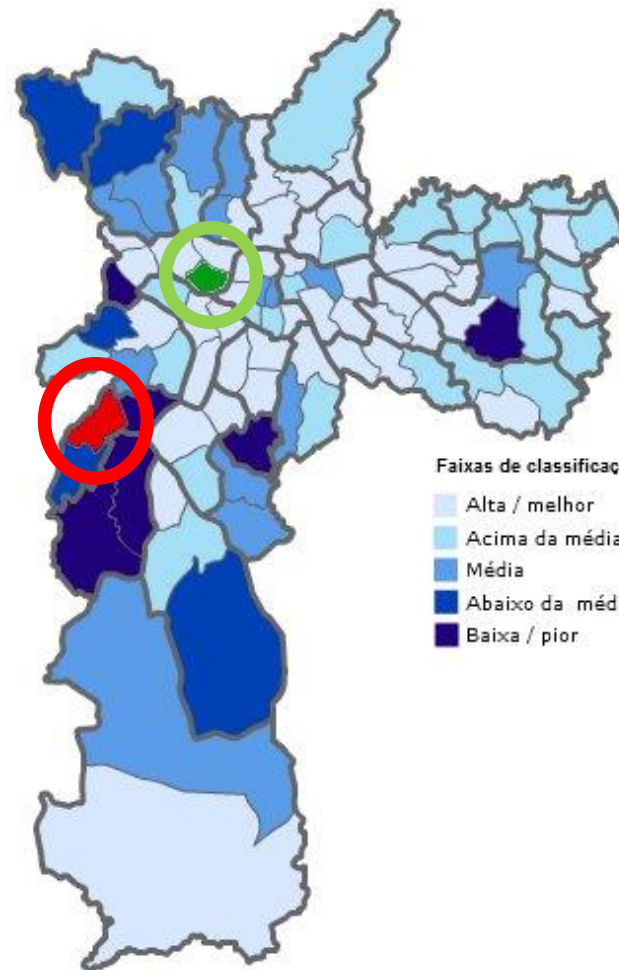 Faixas de classificaç
Alta / melhor
Acima da média
Média
Abaixo da méd
Baixa / pior